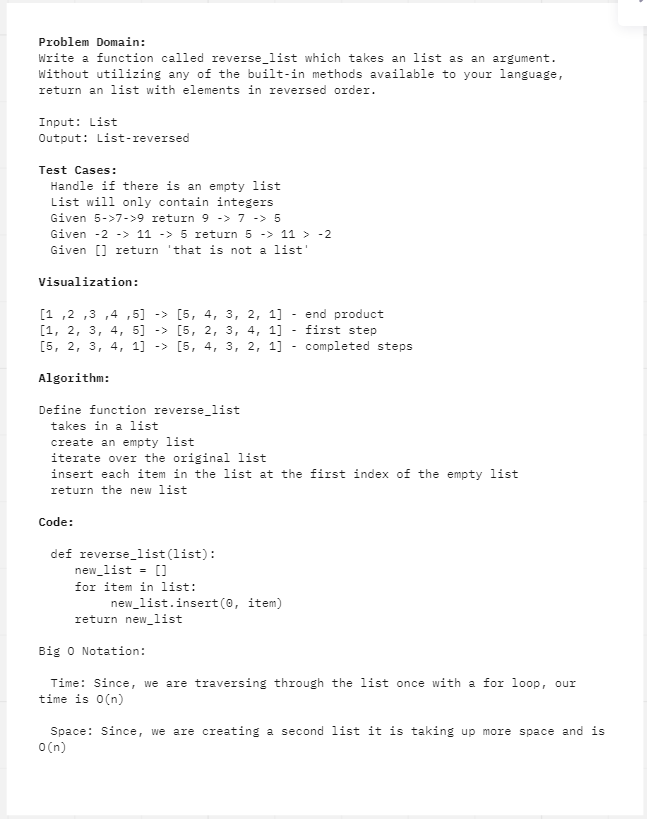 Problem Domain:
Write a function called reverse_list which takes an list as an argument.
Without utilizing any of the built-in methods available to your language,
return an list with elements in reversed order.
Input: List
Output: List-reversed
Test Cases:
Handle if there is an empty list
List will only contain integers
Given 5->7->9 return 9 -> 7 -> 5
Given -2 -> 11 -> 5 return 5 -> 11 > -2
Given [] return 'that is not a list'
Visualization:
[1 ,2 ,3 ,4 ,5] -> [5, 4, 3, 2, 1] - end product
[1, 2, 3, 4, 5] -> [5, 2, 3, 4, 1] - first step
[5, 2, 3, 4, 1] -> [5, 4, 3, 2, 1] - completed steps
Algorithm:
Define function reverse_list
takes in a list
create an empty list
iterate over the original list
insert each item in the list at the first index of the empty list
return the new list
Code:
def reverse_list(list):
new_list = []
for item in list:
new_list.insert(0, item)
return new_list
Big O Notation:
Time: Since, we are traversing through the list once with a for loop, our
time is O(n)
Space: Since, we are creating a second list it is taking up more space and is
O(n)